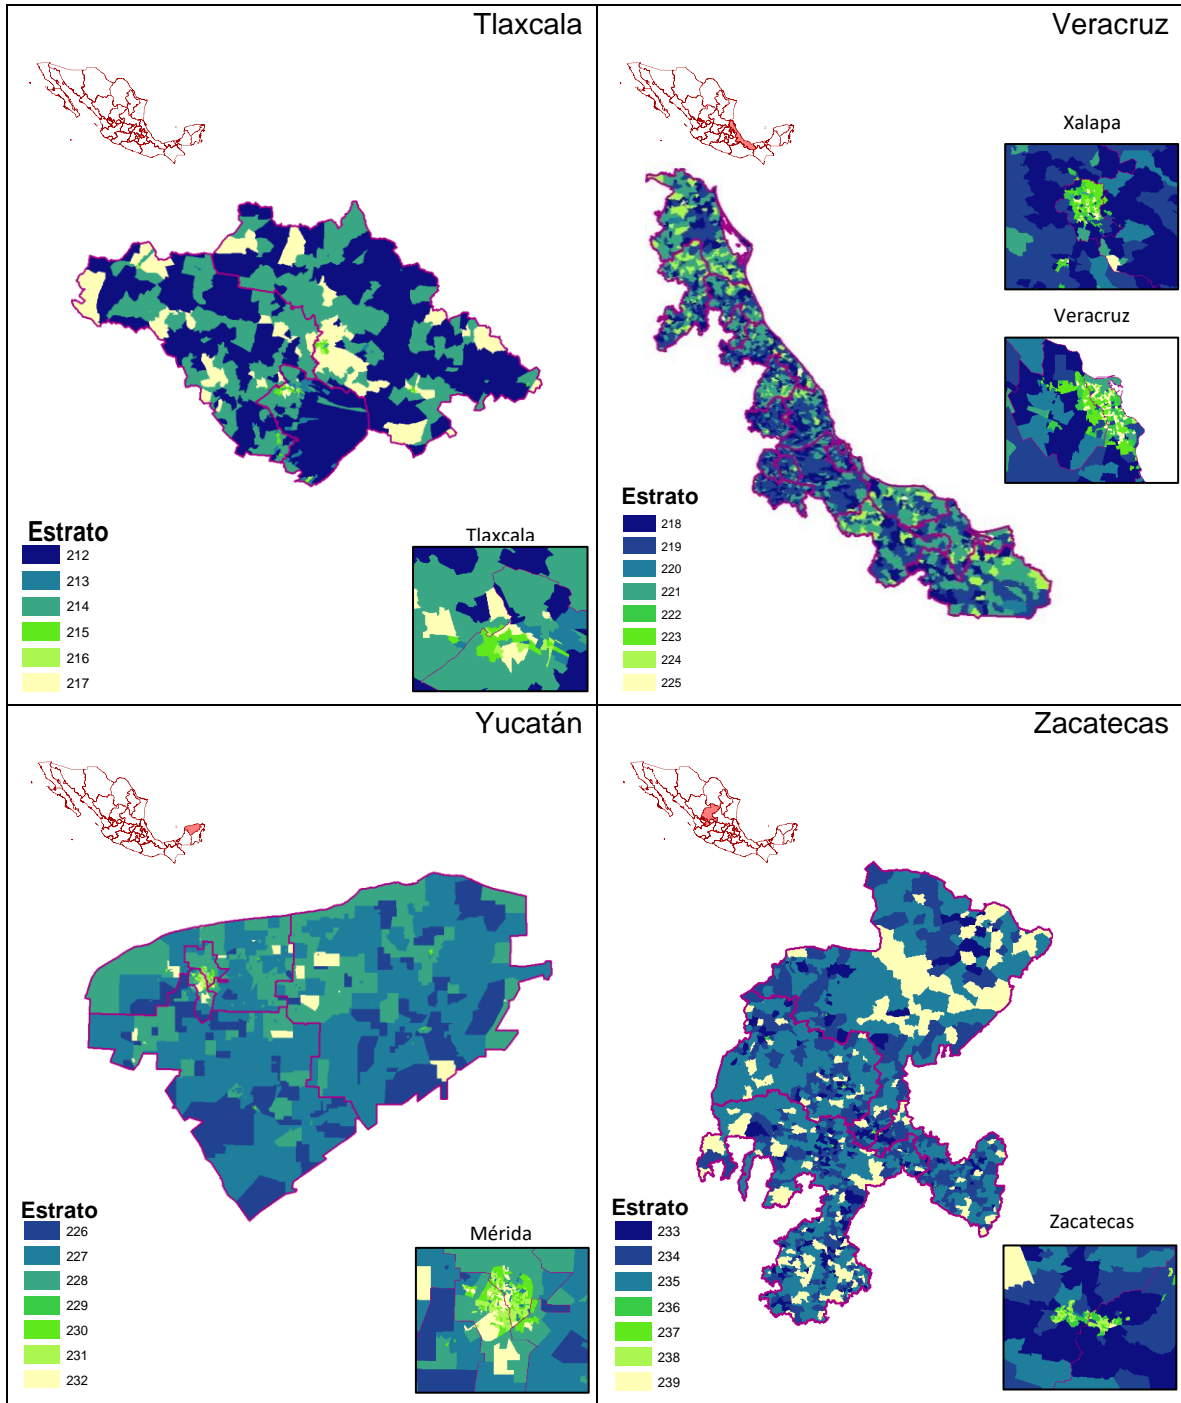 Tlaxcala
Estrato
212
213
214
215
216
217
Tlaxcala
Veracruz
Xalapa
Veracruz
Estrato
218
219
220
221
222
223
224
225
Yucatán
Estrato
226
227
228
229
230
231
232
Mérida
Zacatecas
Estrato
233
234
235
236
237
238
239
Zacatecas